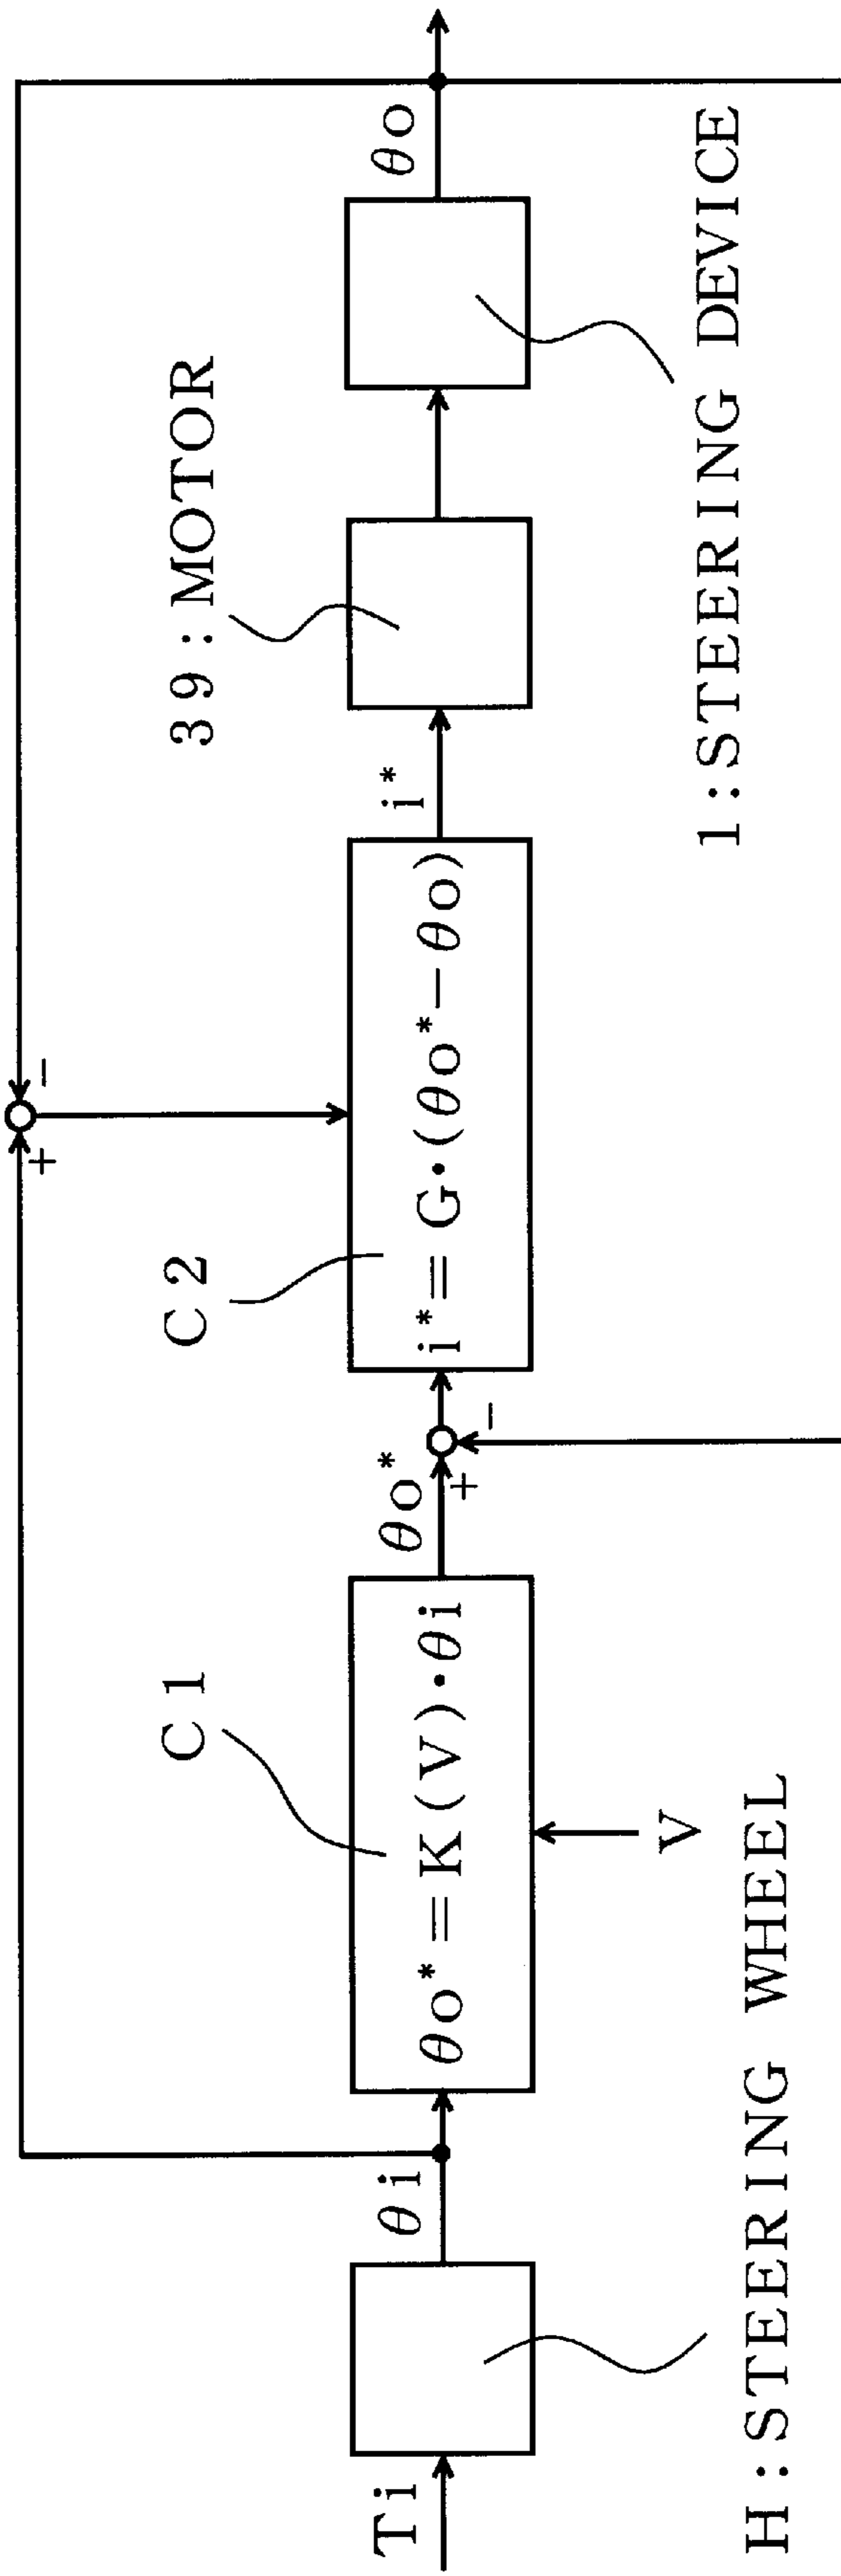 Ti
H:STEERING WHEEL
θi
C1
θo*=K(V)·θi
V
θo*
+
−
+
−
C2
i*=G·(θo*−θo)
i*
39:MOTOR
1:STEERING DEVICE
θo